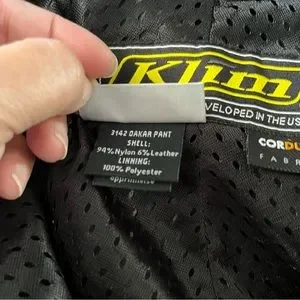 Klim
VELOPED IN THE US
3142 DAKAR PANT
SHELL:
94% Nylon 6% Leather
LINNING:
100% Polyester
CORDU
FABR